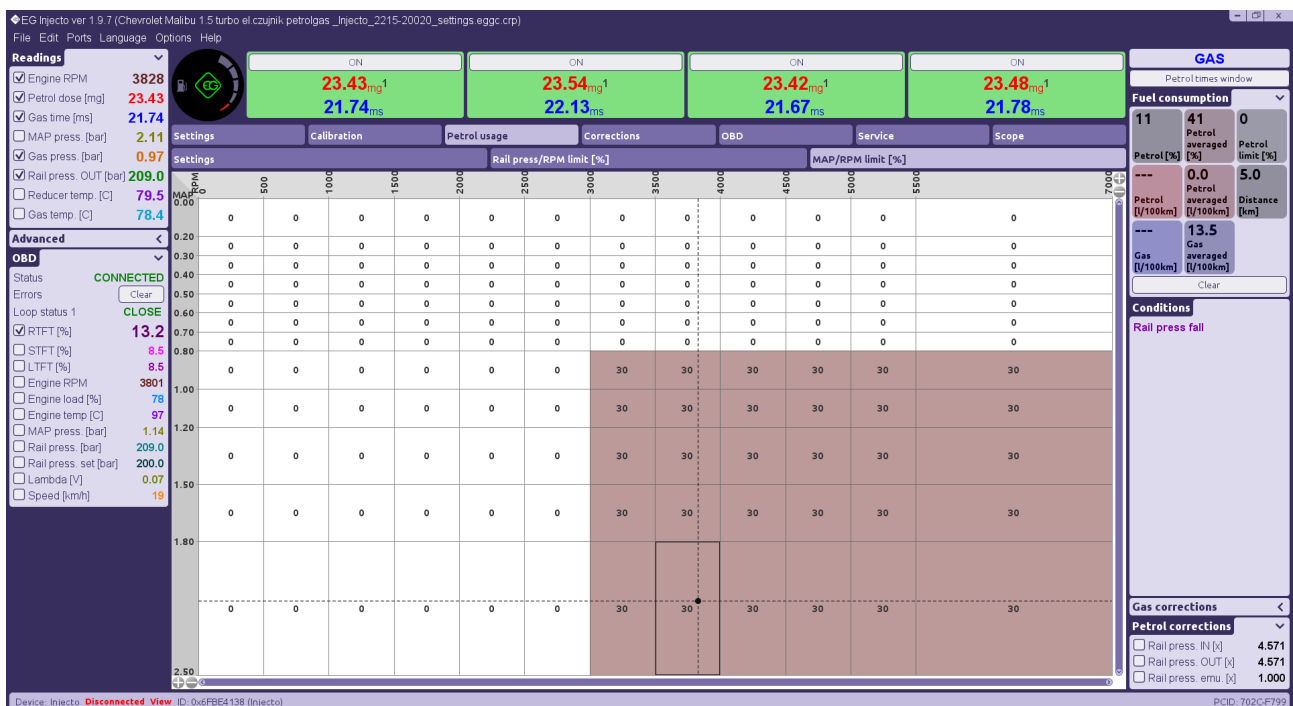 EG Injecto ver 1.9.7 (Chevrolet Malibu 1.5 turbo el.czujnik petrolgas _Injecto_2215-20020_settings.eggc.crp)
File Edit Ports Language Options Help
Readings
Engine RPM 3828
Petrol dose [mg] 23.43
Gas time [ms] 21.74
MAP press. [bar] 2.11
Gas press. [bar] 0.97
Rail press. OUT [bar] 209.0
Reducer temp. [C] 79.5
Gas temp. [C] 78.4
Advanced
OBD
Status CONNECTED
Errors Clear
Loop status 1 CLOSE
RTFT [%] 13.2
STFT [%] 8.5
LTFT [%] 8.5
Engine RPM 3801
Engine load [%] 78
Engine temp [C] 97
MAP press. [bar] 1.14
Rail press. [bar] 209.0
Rail press. set [bar] 200.0
Lambda [V] 0.07
Speed [km/h] 19
EG
ON ON ON ON
23.43mg1 23.54mg1 23.42mg1 23.48mg1
21.74ms 22.13ms 21.67ms 21.78ms
Settings Calibration Petrol usage Corrections OBD Service Scope
Settings Rail press/RPM limit [%] MAP/RPM limit [%]
MAP RPM 0 500 1000 1500 2000 2500 3000 3500 4000 4500 5000 5500 7000
0.00
0 0 0 0 0 0 0 0 0 0 0 0
0.20
0 0 0 0 0 0 0 0 0 0 0 0
0.30
0 0 0 0 0 0 0 0 0 0 0 0
0.40
0 0 0 0 0 0 0 0 0 0 0 0
0.50
0 0 0 0 0 0 0 0 0 0 0 0
0.60
0 0 0 0 0 0 0 0 0 0 0 0
0.70
0 0 0 0 0 0 0 0 0 0 0 0
0.80
0 0 0 0 0 0 30 30 30 30 30 30
1.00
0 0 0 0 0 0 30 30 30 30 30 30
1.20
0 0 0 0 0 0 30 30 30 30 30 30
1.50
0 0 0 0 0 0 30 30 30 30 30 30
1.80
0 0 0 0 0 0 30 30 30 30 30 30
2.50
GAS
Petrol times window
Fuel consumption
11 41 0
Petrol [%] Petrol averaged [%] Petrol limit [%]
--- 0.0 5.0
Petrol [l/100km] Petrol averaged [l/100km] Distance [km]
--- 13.5
Gas [l/100km] Gas averaged [l/100km]
Clear
Conditions
Rail press fall
Gas corrections
Petrol corrections
Rail press. IN [x] 4.571
Rail press. OUT [x] 4.571
Rail press. emu. [x] 1.000
Device: Injecto Disconnected View ID: 0x6FBE4138 (Injecto) PCID: 702C-F799